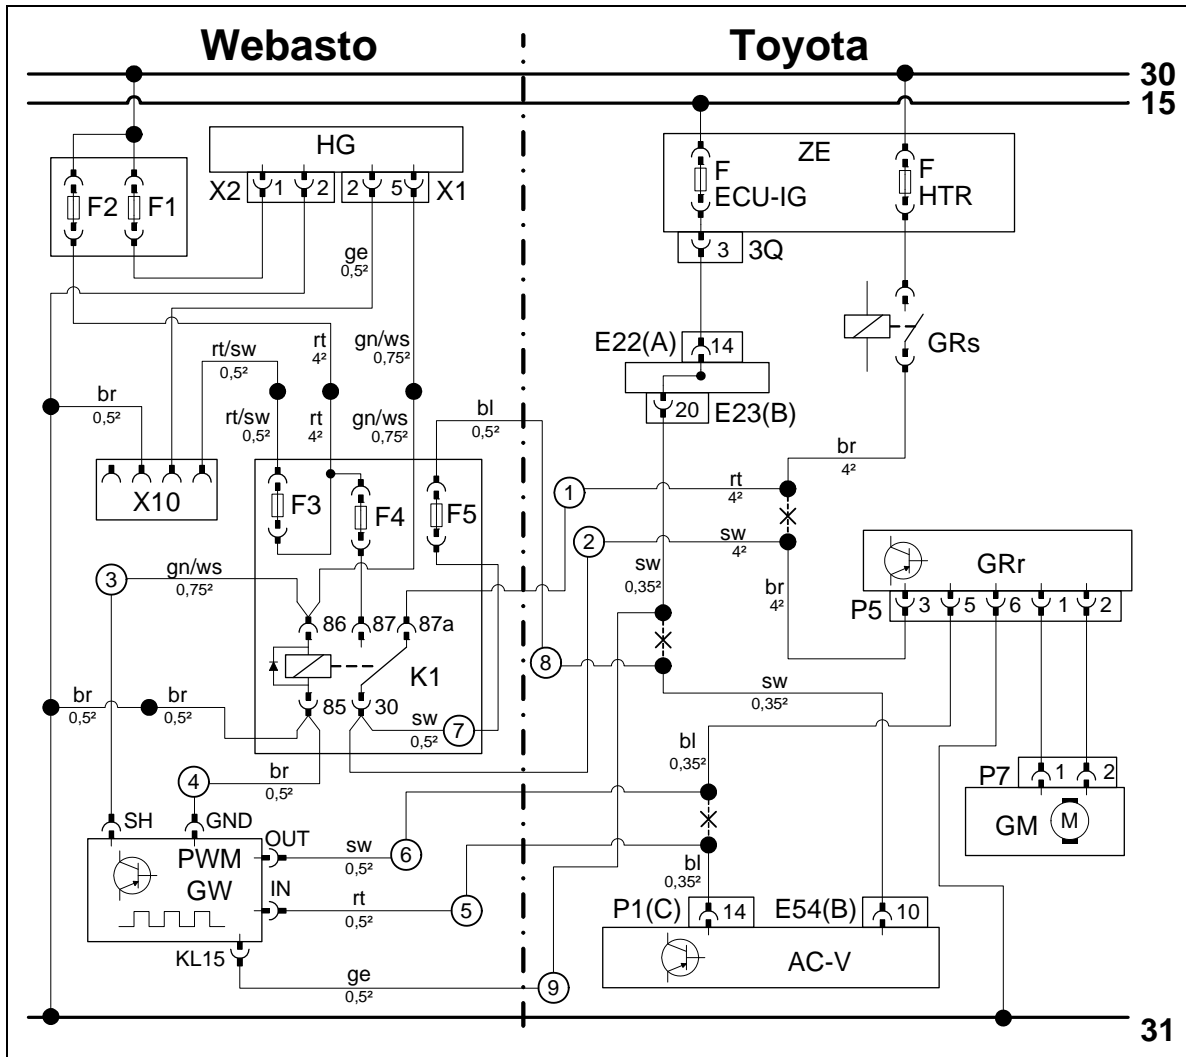 Webasto
Toyota
30
15
HG
ZE
X2
1
2
2
5
X1
F2
F1
F
ECU-IG
F
HTR
ge
0,5²
3
3Q
E22(A)
14
GRs
rt
4²
gn/ws
0,75²
rt/sw
0,5²
br
0,5²
20
E23(B)
rt/sw
0,5²
rt
4²
gn/ws
0,75²
bl
0,5²
br
4²
X10
F3
F4
F5
1
rt
4²
2
sw
4²
GRr
3
gn/ws
0,75²
sw
0,35²
br
4²
P5
3
5
6
1
2
86
87
87a
8
K1
br
0,5²
br
0,5²
85
30
sw
0,5²
7
sw
0,35²
bl
0,35²
4
br
0,5²
P7
1
2
SH
GND
OUT
GM
M
PWM
GW
sw
0,5²
6
IN
rt
0,5²
5
bl
0,35²
P1(C)
14
E54(B)
10
KL15
ge
0,5²
9
AC-V
31